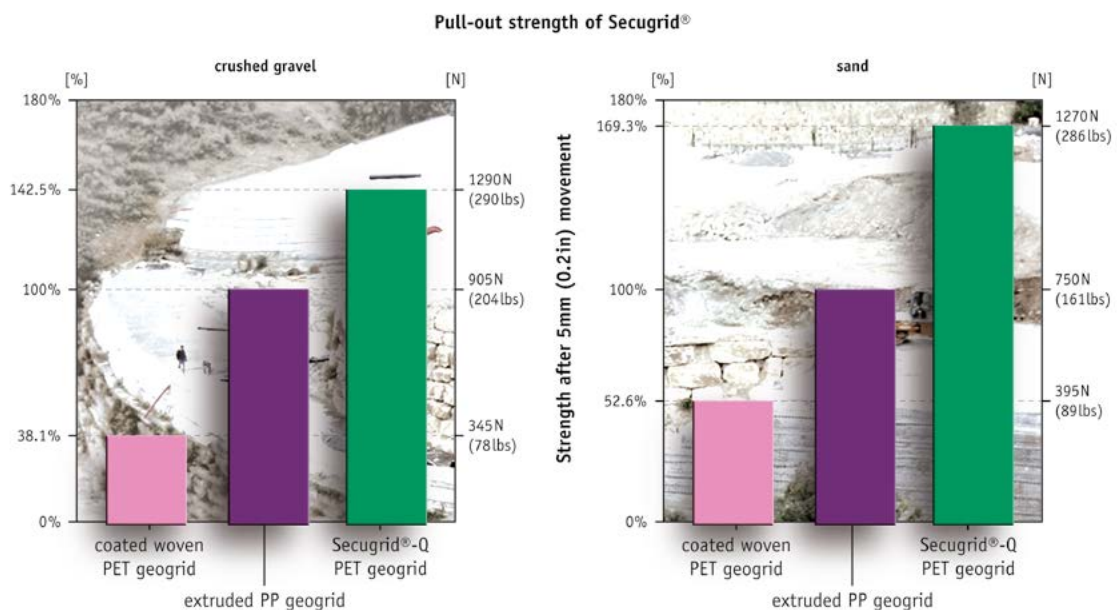 Pull-out strength of Secugrid®
crushed gravel
[%]
[N]
180%
142.5%
100%
38.1%
0%
1290N
(290lbs)
905N
(204lbs)
345N
(78lbs)
coated woven
PET geogrid
extruded PP geogrid
Secugrid®-Q
PET geogrid
Strength after 5mm (0.2in) movement
sand
[%]
[N]
180%
169.3%
100%
52.6%
0%
1270N
(286lbs)
750N
(161lbs)
395N
(89lbs)
coated woven
PET geogrid
extruded PP geogrid
Secugrid®-Q
PET geogrid